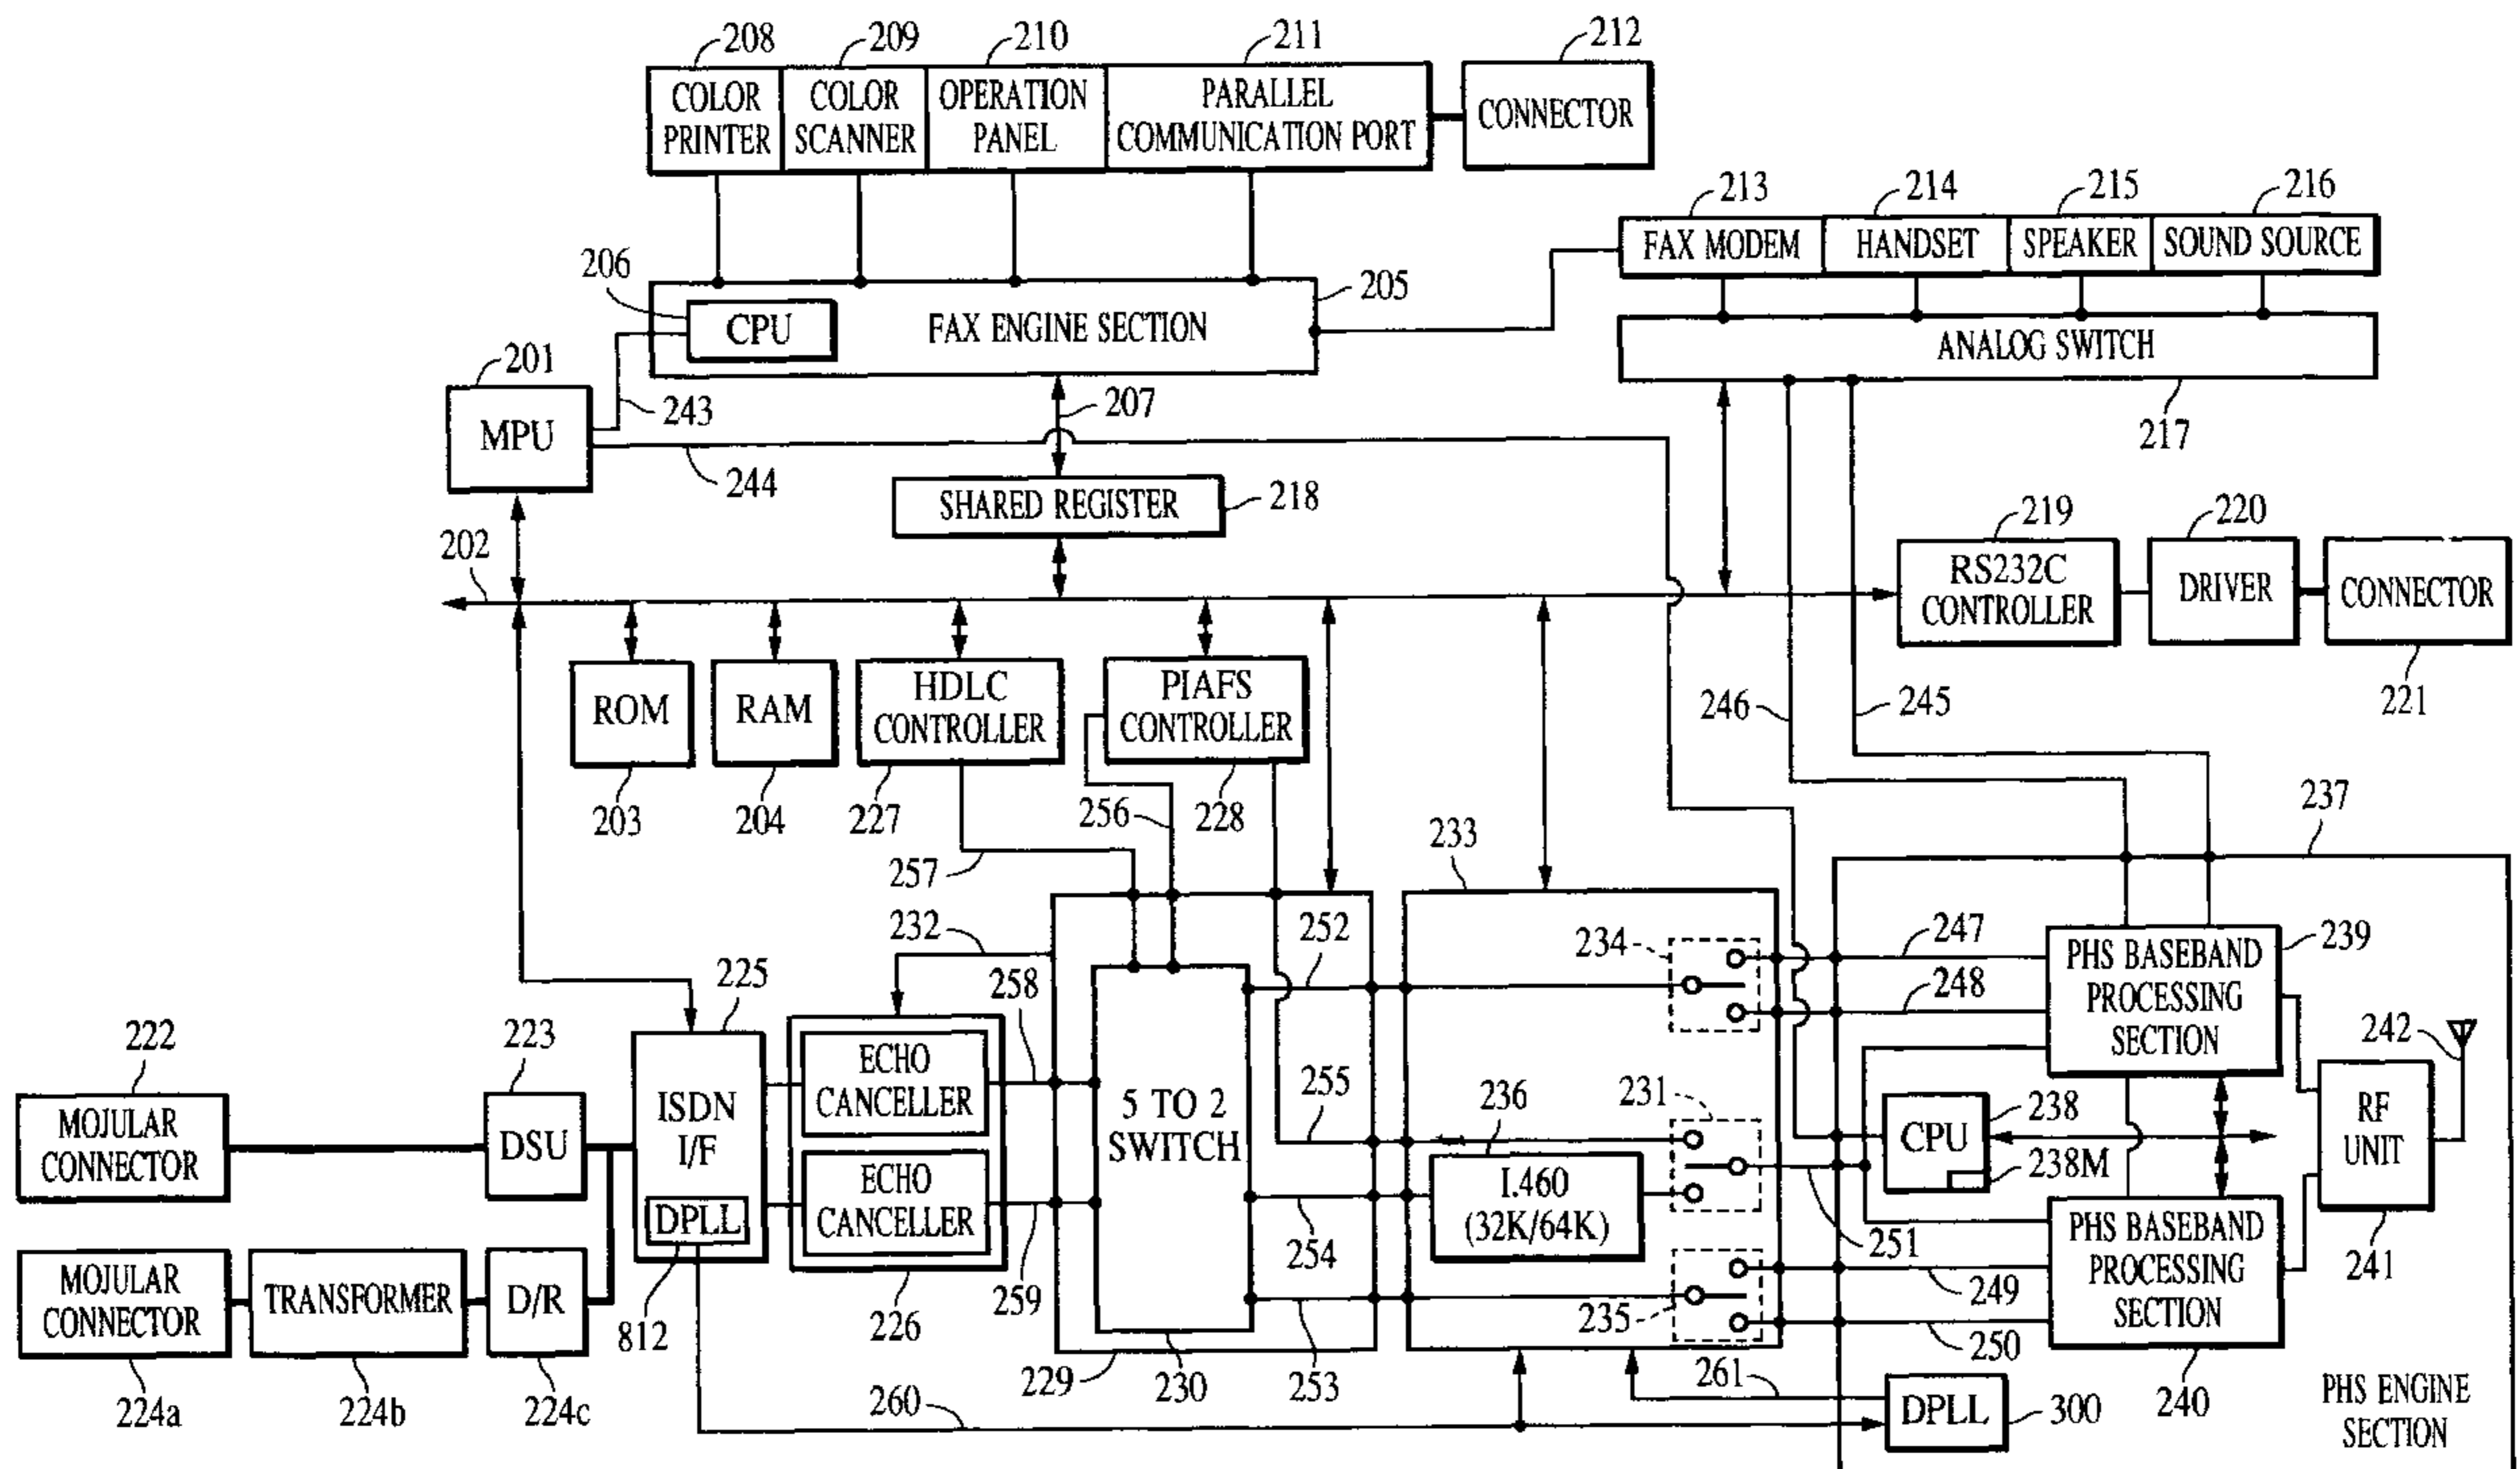 208
209
210
211
212
COLOR
PRINTER
COLOR
SCANNER
OPERATION
PANEL
PARALLEL
COMMUNICATION PORT
CONNECTOR
213
214
215
216
FAX MODEM
HANDSET
SPEAKER
SOUND SOURCE
206
CPU
FAX ENGINE SECTION
205
ANALOG SWITCH
217
201
MPU
243
207
244
SHARED REGISTER
218
202
219
220
RS232C
CONTROLLER
DRIVER
CONNECTOR
221
ROM
203
RAM
204
HDLC
CONTROLLER
227
PIAFS
CONTROLLER
228
256
257
246
245
237
233
232
252
234
247
248
PHS BASEBAND
PROCESSING
SECTION
239
222
MOJULAR
CONNECTOR
223
DSU
225
ISDN
I/F
DPLL
812
ECHO
CANCELLER
ECHO
CANCELLER
226
258
259
5 TO 2
SWITCH
255
254
253
236
I.460
(32K/64K)
231
235
251
CPU
238
238M
242
RF
UNIT
241
PHS BASEBAND
PROCESSING
SECTION
240
249
250
MOJULAR
CONNECTOR
224a
TRANSFORMER
224b
D/R
224c
229
230
260
261
DPLL
300
PHS ENGINE
SECTION